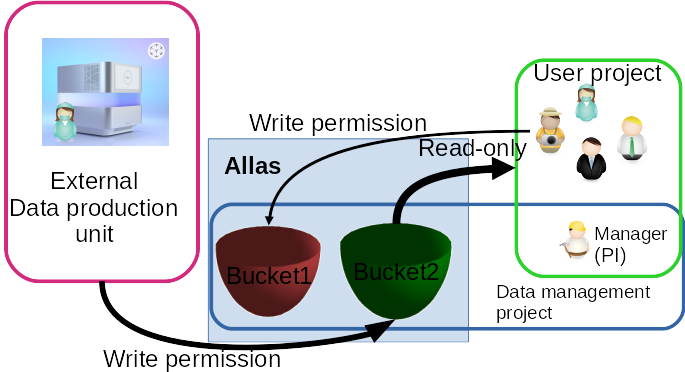 User project
Write permission
Read-only
Allas
External
Data production
unit
Manager
(PI)
Bucket1
Bucket2
Data management
project
Write permission